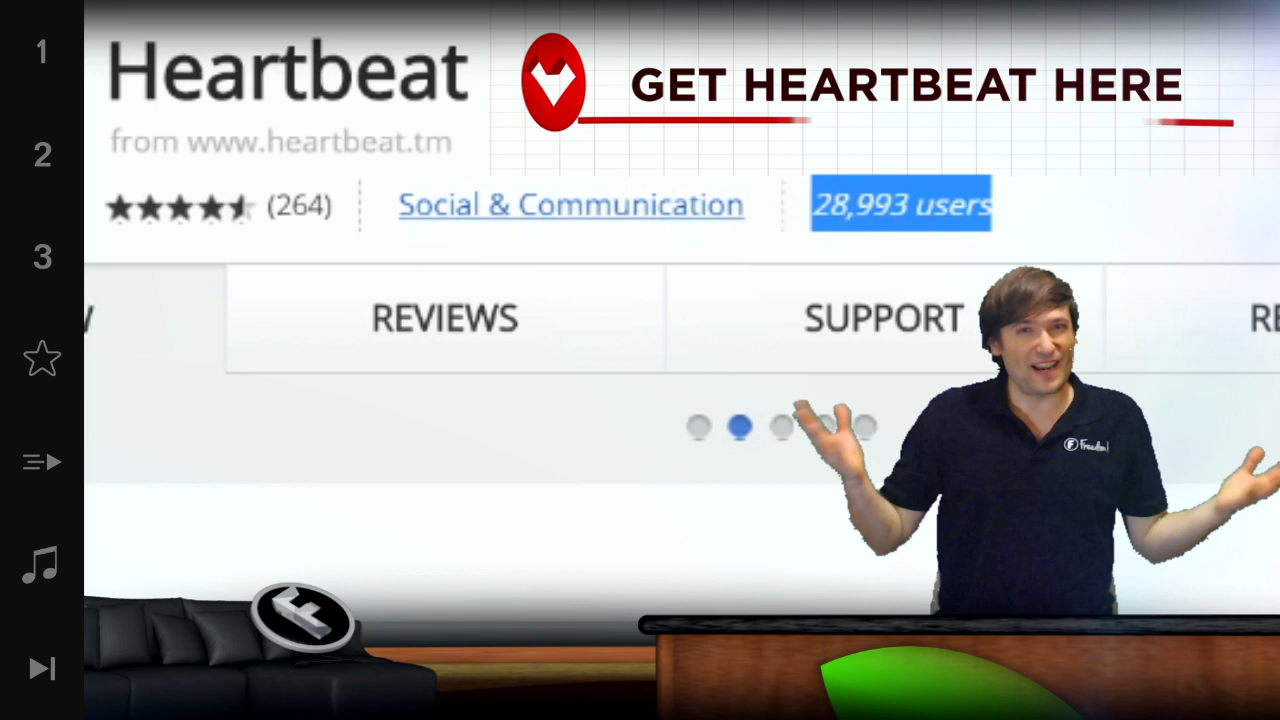 1
2
3
Heartbeat
GET HEARTBEAT HERE
from www.heartbeat.tm
(264)
Social & Communication
28,993 users
REVIEWS
SUPPORT
F Freedom!
F